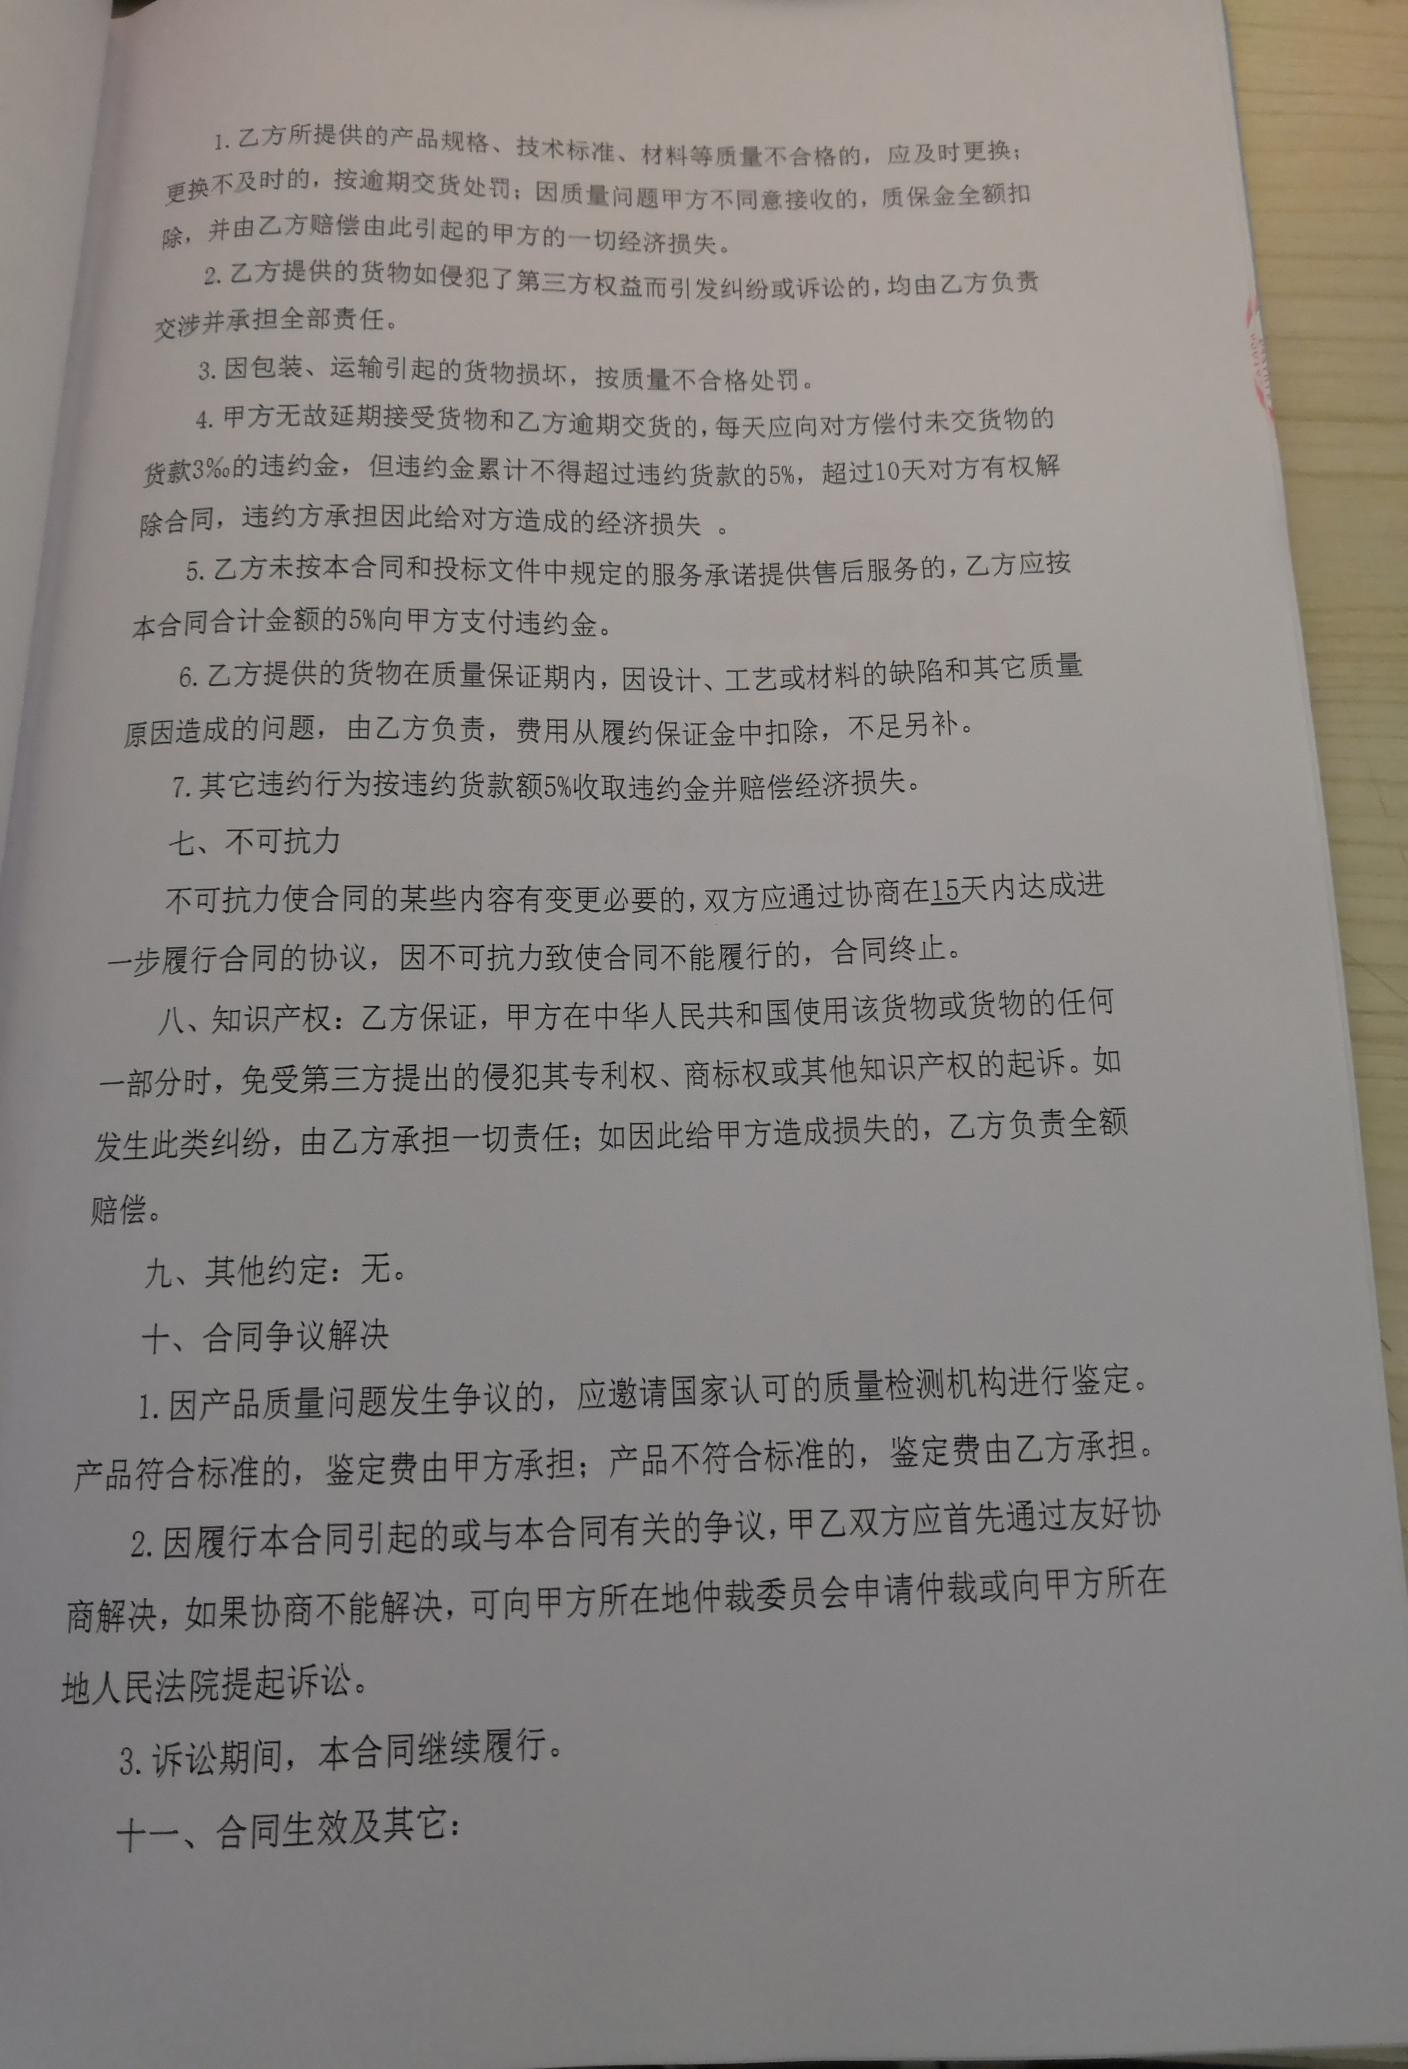 1.乙方所提供的产品规格、技术标准、材料等质量不合格的，应及时更换；
更换不及时的，按逾期交货处罚；因质量问题甲方不同意接收的，质保金全额扣
除，并由乙方赔偿由此引起的甲方的一切经济损失。
2.乙方提供的货物如侵犯了第三方权益而引发纠纷或诉讼的，均由乙方负责
交涉并承担全部责任。
3.因包装、运输引起的货物损坏，按质量不合格处罚。
4.甲方无故延期接受货物和乙方逾期交货的，每天应向对方偿付未交货物的
货款3‰的违约金，但违约金累计不得超过违约货款的5%，超过10天对方有权解
除合同，违约方承担因此给对方造成的经济损失 。
5.乙方未按本合同和投标文件中规定的服务承诺提供售后服务的，乙方应按
本合同合计金额的5%向甲方支付违约金。
6.乙方提供的货物在质量保证期内，因设计、工艺或材料的缺陷和其它质量
原因造成的问题，由乙方负责，费用从履约保证金中扣除，不足另补。
7.其它违约行为按违约货款额5%收取违约金并赔偿经济损失。
七、不可抗力
不可抗力使合同的某些内容有变更必要的，双方应通过协商在15天内达成进
一步履行合同的协议，因不可抗力致使合同不能履行的，合同终止。
八、知识产权：乙方保证，甲方在中华人民共和国使用该货物或货物的任何
一部分时，免受第三方提出的侵犯其专利权、商标权或其他知识产权的起诉。如
发生此类纠纷，由乙方承担一切责任；如因此给甲方造成损失的，乙方负责全额
赔偿。
九、其他约定：无。
十、合同争议解决
1.因产品质量问题发生争议的，应邀请国家认可的质量检测机构进行鉴定。
产品符合标准的，鉴定费由甲方承担；产品不符合标准的，鉴定费由乙方承担。
2.因履行本合同引起的或与本合同有关的争议，甲乙双方应首先通过友好协
商解决，如果协商不能解决，可向甲方所在地仲裁委员会申请仲裁或向甲方所在
地人民法院提起诉讼。
3.诉讼期间，本合同继续履行。
十一、合同生效及其它：